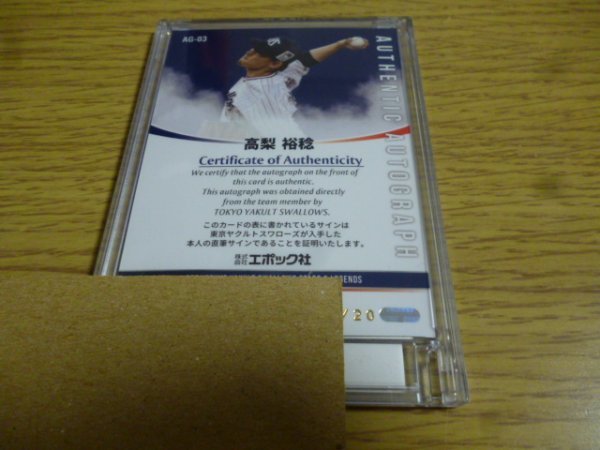 AG-03
AUTHENTIC AUTOGRAPH
高梨 裕稔
Certificate of Authenticity
We certify that the autograph on the front of
this card is authentic.
This autograph was obtained directly
from the team member by
TOKYO YAKULT SWALLOWS.
このカードの表に書かれているサインは
東京ヤクルトスワローズが入手した
本人の直筆サインであることを証明いたします。
株式会社 エポック社
LEGENDS
/20